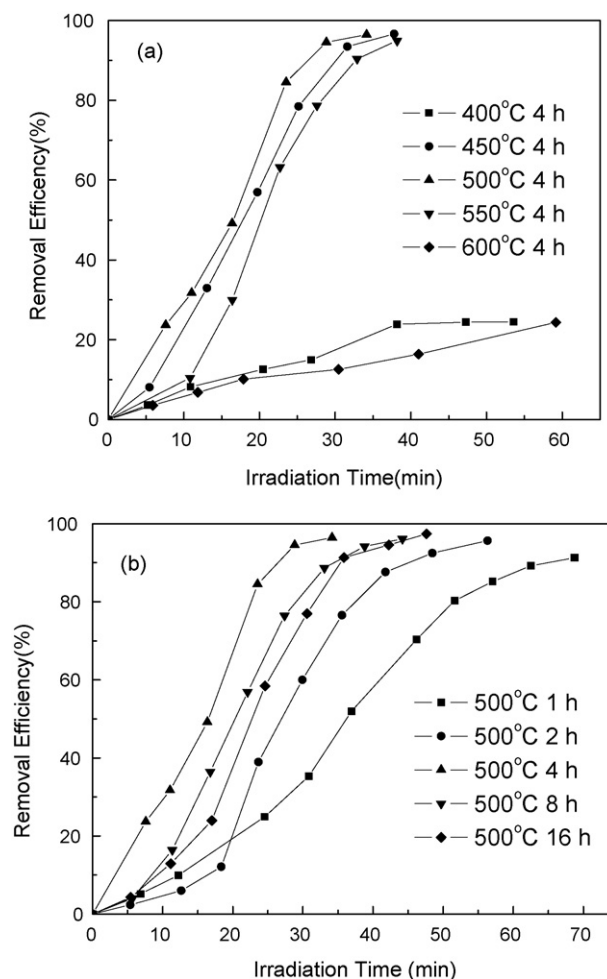 100
(a)
80
400°C 4 h
450°C 4 h
60
500°C 4 h
550°C 4 h
40
600°C 4 h
20
0
Removal Efficency(%)
0 10 20 30 40 50 60
Irradiation Time(min)
100
(b)
80
60
500°C 1 h
500°C 2 h
40
500°C 4 h
500°C 8 h
20
500°C 16 h
0
Removal Efficiency(%)
0 10 20 30 40 50 60 70
Irradiation Time (min)